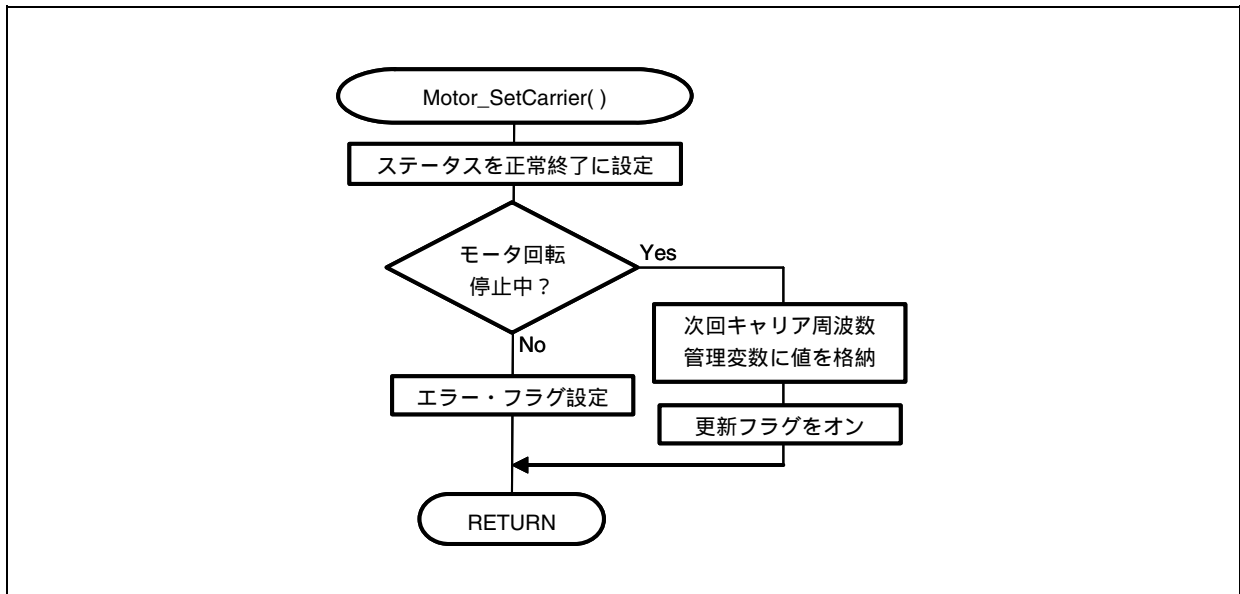 Motor_SetCarrier( )
ステータスを正常終了に設定
モータ回転
停止中？
Yes
次回キャリア周波数
管理変数に値を格納
No
エラー・フラグ設定
更新フラグをオン
RETURN